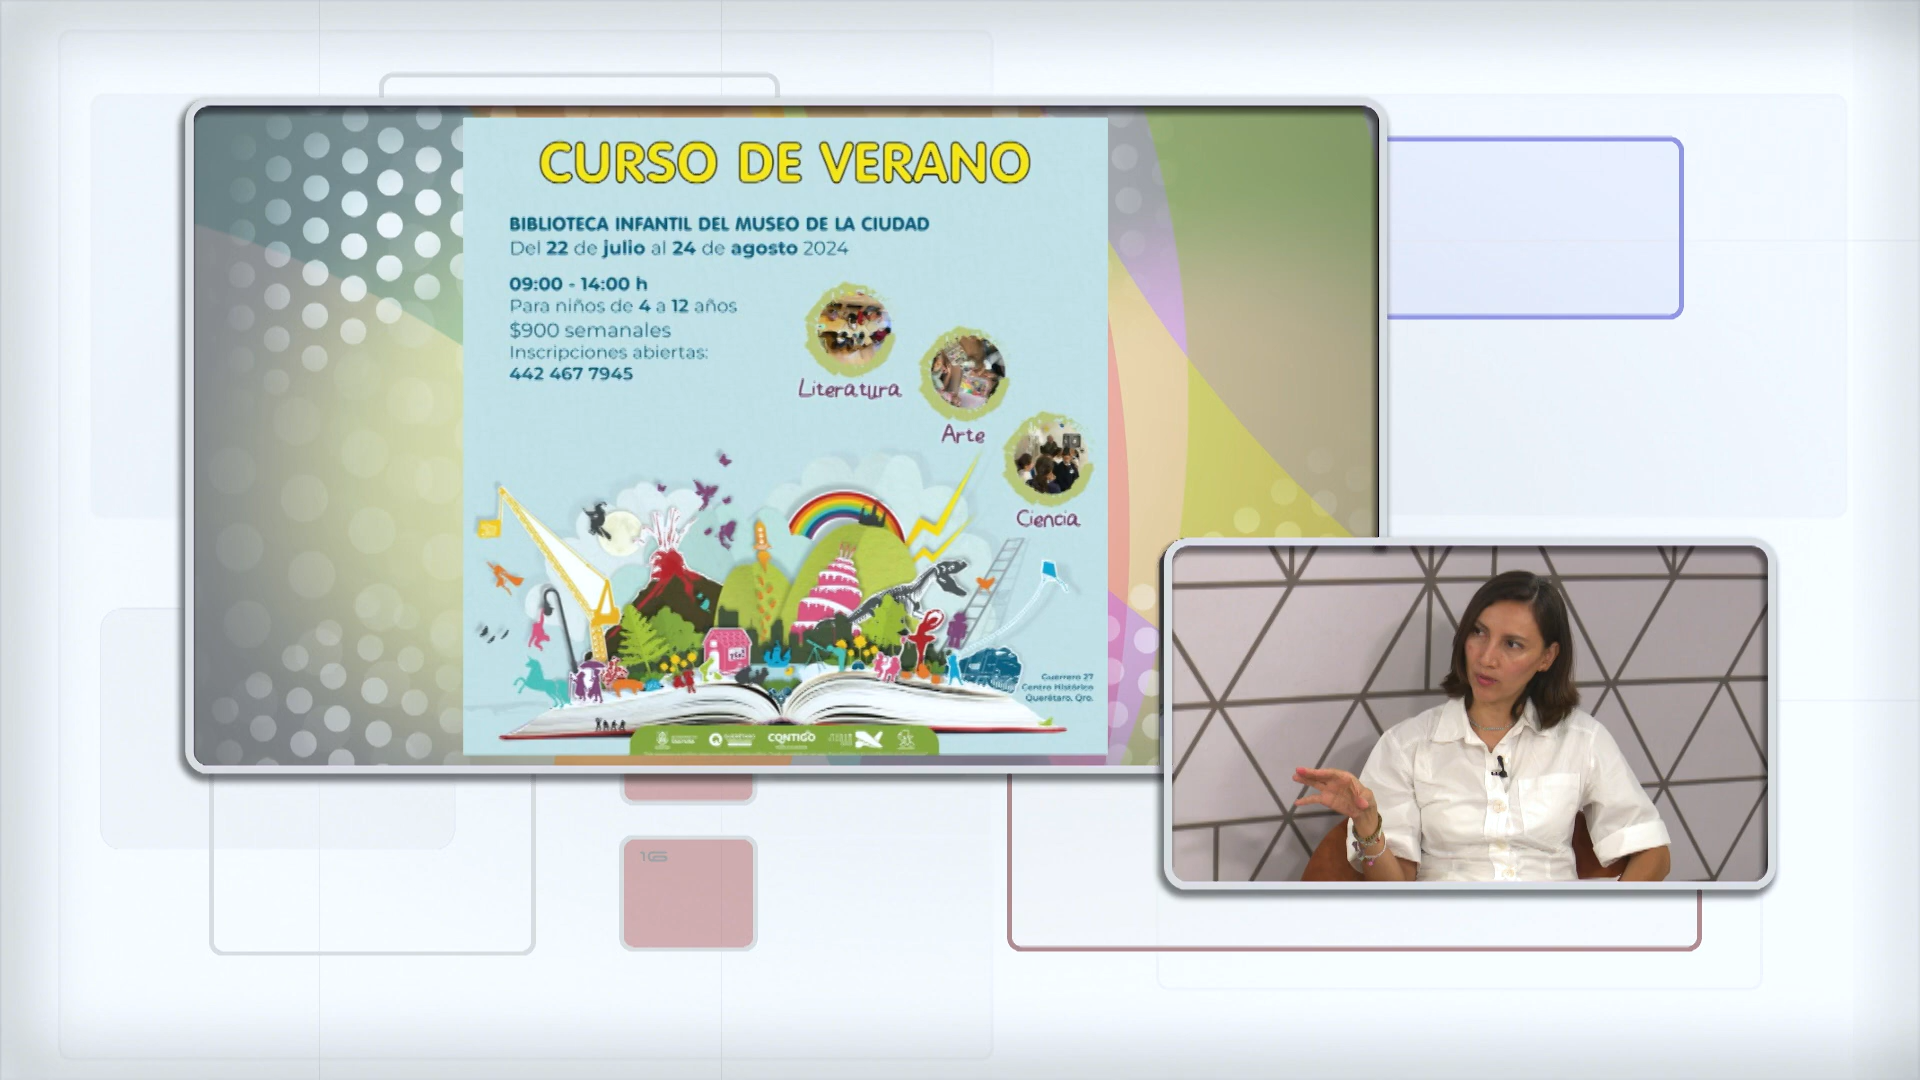 CURSO DE VERANO
BIBLIOTECA INFANTIL DEL MUSEO DE LA CIUDAD
Del 22 de julio al 24 de agosto 2024
09:00 - 14:00 h
Para niños de 4 a 12 años
$900 semanales
Inscripciones abiertas:
442 467 7945
Literatura
Arte
Ciencia
Guerrero 27
Centro Histórico
Querétaro, Qro.
CONTIGO